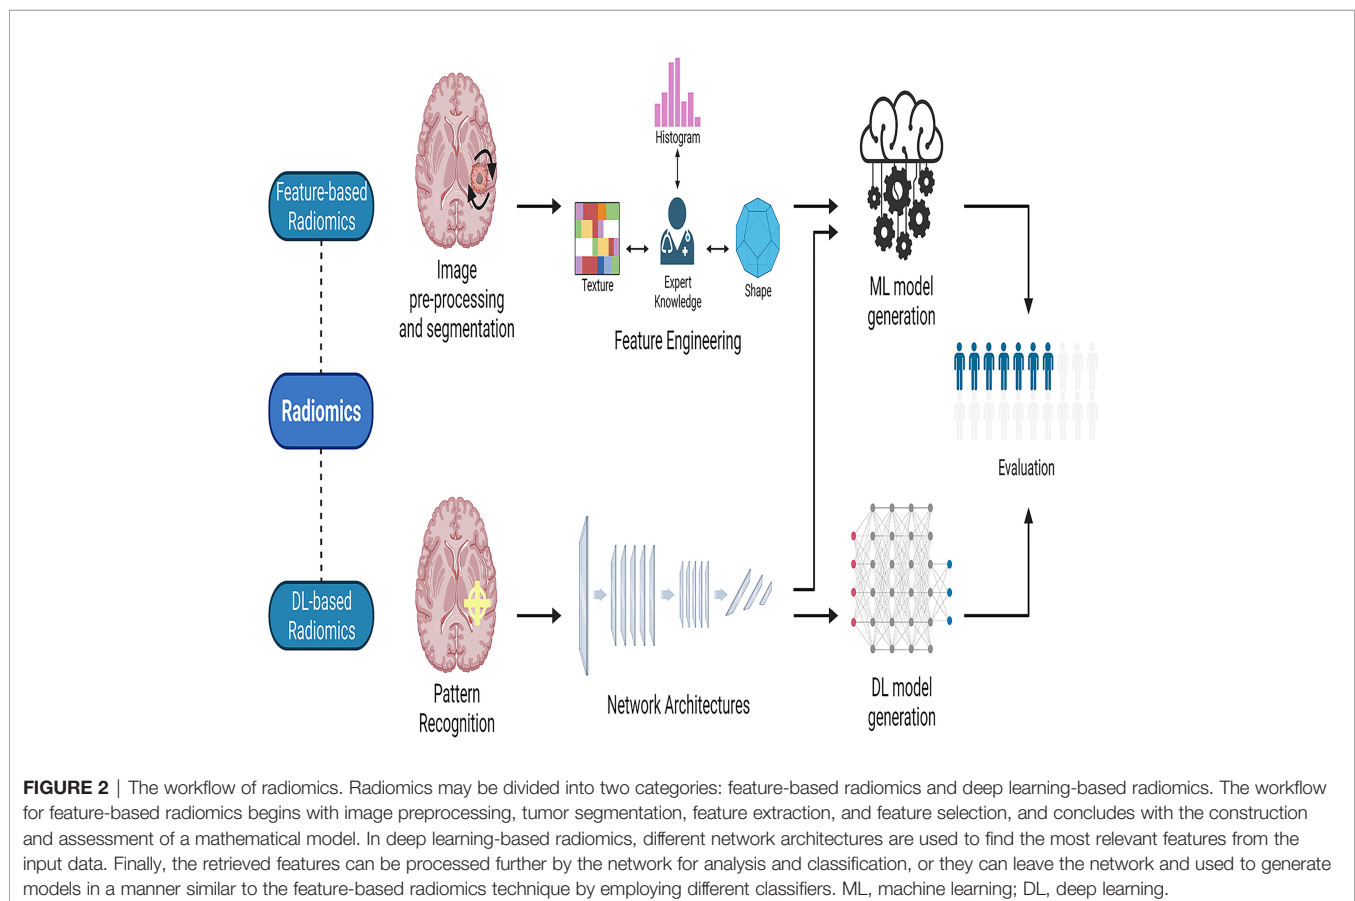 Feature-based
Radiomics
Image
pre-processing
and segmentation
Histogram
Texture
Expert
Knowledge
Shape
Feature Engineering
ML model
generation
Radiomics
Evaluation
DL-based
Radiomics
Pattern
Recognition
Network Architectures
DL model
generation
FIGURE 2 | The workflow of radiomics. Radiomics may be divided into two categories: feature-based radiomics and deep learning-based radiomics. The workflow
for feature-based radiomics begins with image preprocessing, tumor segmentation, feature extraction, and feature selection, and concludes with the construction
and assessment of a mathematical model. In deep learning-based radiomics, different network architectures are used to find the most relevant features from the
input data. Finally, the retrieved features can be processed further by the network for analysis and classification, or they can leave the network and used to generate
models in a manner similar to the feature-based radiomics technique by employing different classifiers. ML, machine learning; DL, deep learning.